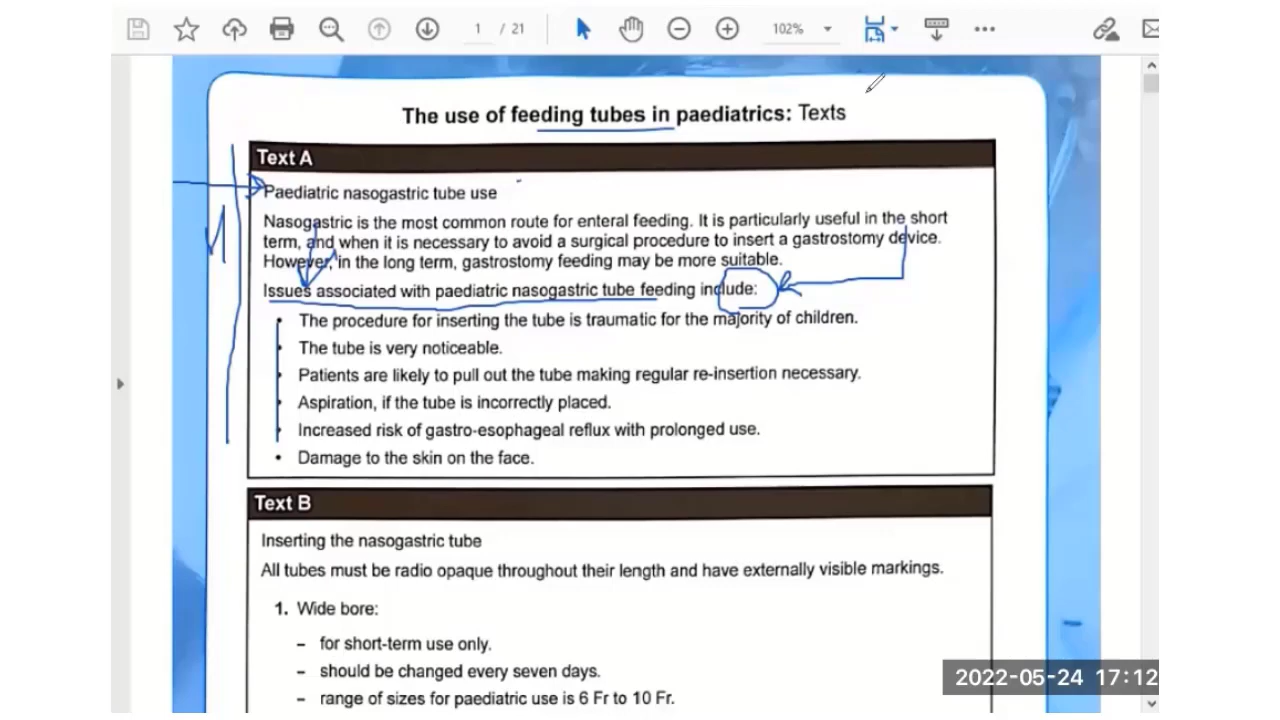 1 / 21
102%
The use of feeding tubes in paediatrics: Texts
Text A
Paediatric nasogastric tube use
Nasogastric is the most common route for enteral feeding. It is particularly useful in the short
term, and when it is necessary to avoid a surgical procedure to insert a gastrostomy device.
However, in the long term, gastrostomy feeding may be more suitable.
Issues associated with paediatric nasogastric tube feeding include:
• The procedure for inserting the tube is traumatic for the majority of children.
• The tube is very noticeable.
• Patients are likely to pull out the tube making regular re-insertion necessary.
• Aspiration, if the tube is incorrectly placed.
• Increased risk of gastro-esophageal reflux with prolonged use.
• Damage to the skin on the face.
Text B
Inserting the nasogastric tube
All tubes must be radio opaque throughout their length and have externally visible markings.
1. Wide bore:
– for short-term use only.
– should be changed every seven days.
– range of sizes for paediatric use is 6 Fr to 10 Fr.
2022-05-24 17:12